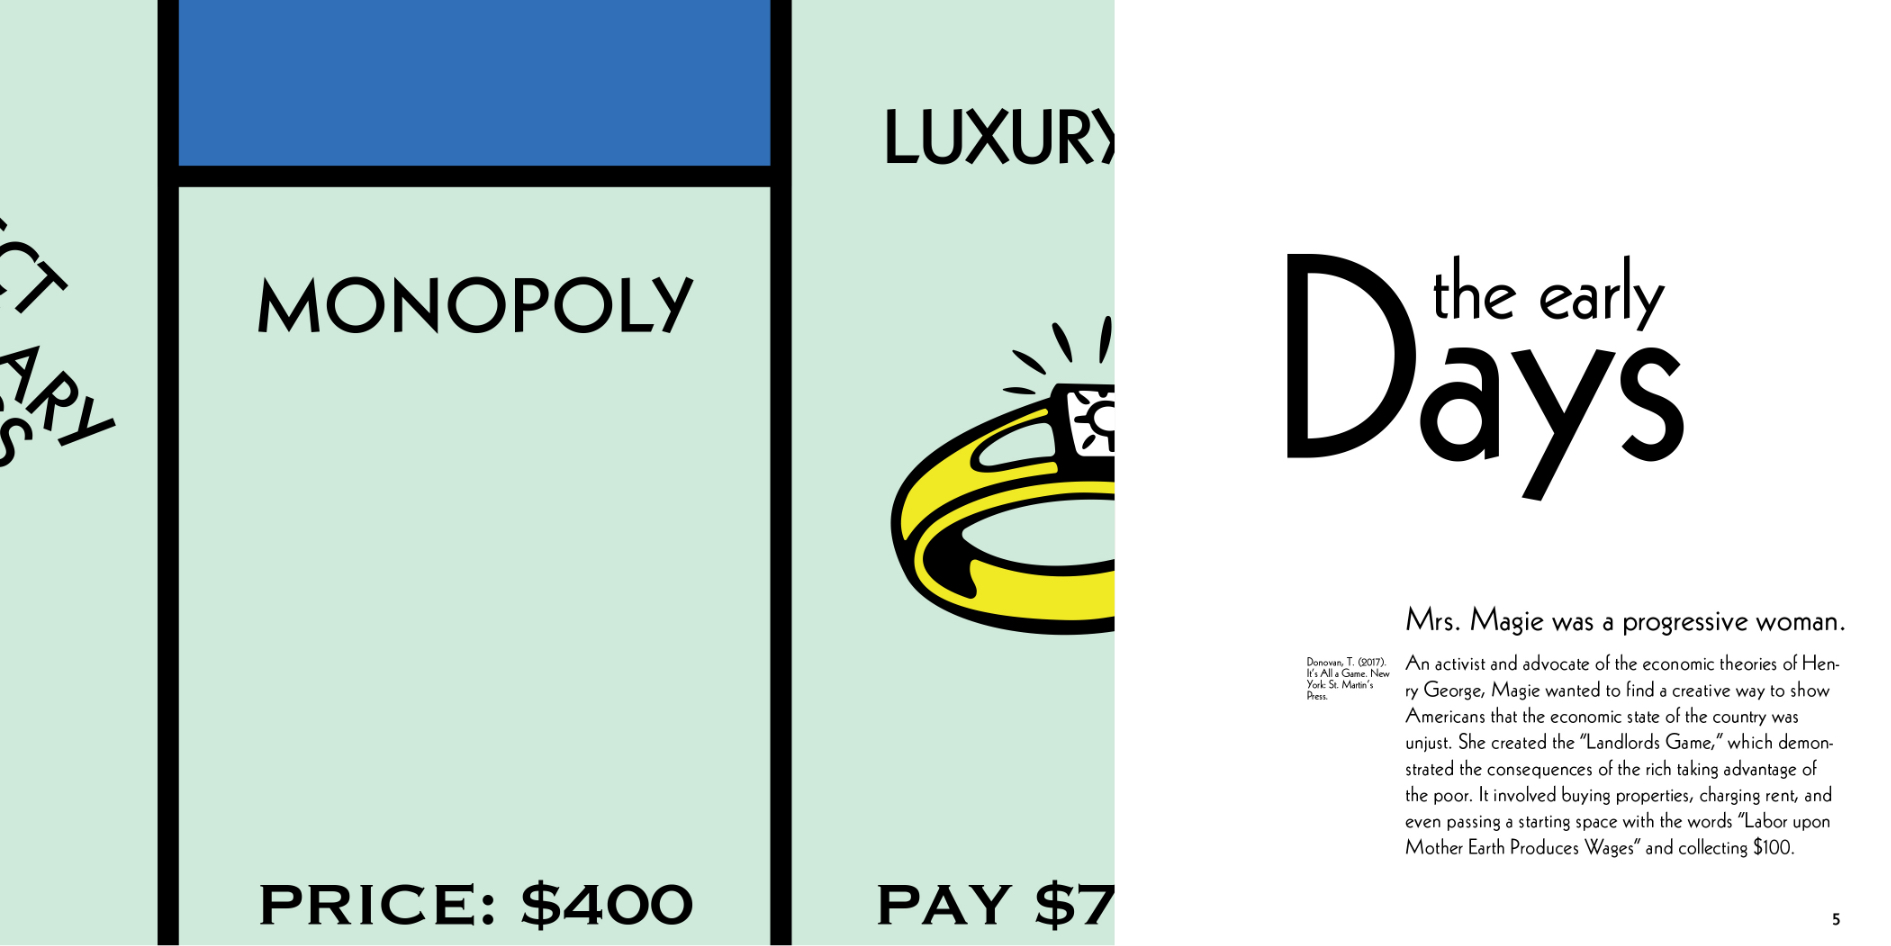 ARY
LUXURY
MONOPOLY
PRICE: $400
PAY $7
the early
Days
Mrs. Magie was a progressive woman.
Donovan, T. (2017).
It's All a Game. New
York: St. Martin's
Press.
An activist and advocate of the economic theories of Hen-
ry George, Magie wanted to find a creative way to show
Americans that the economic state of the country was
unjust. She created the "Landlords Game," which demon-
strated the consequences of the rich taking advantage of
the poor. It involved buying properties, charging rent, and
even passing a starting space with the words "Labor upon
Mother Earth Produces Wages" and collecting $100.
5